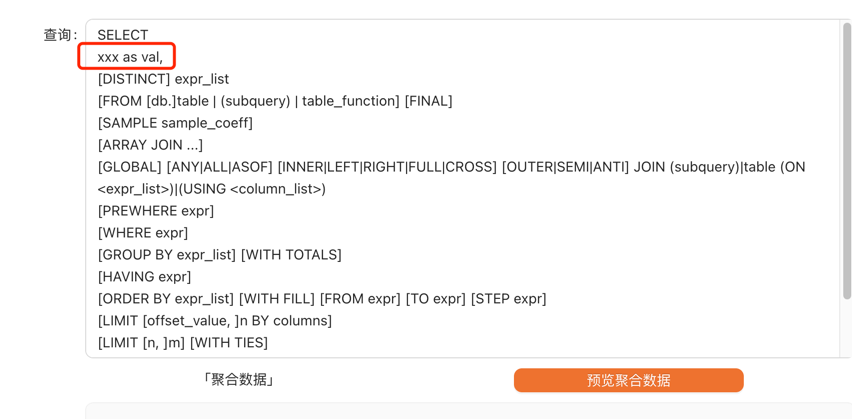 查询：
SELECT
xxx as val,
[DISTINCT] expr_list
[FROM [db.]table | (subquery) | table_function] [FINAL]
[SAMPLE sample_coeff]
[ARRAY JOIN ...]
[GLOBAL] [ANY|ALL|ASOF] [INNER|LEFT|RIGHT|FULL|CROSS] [OUTER|SEMI|ANTI] JOIN (subquery)|table (ON
<expr_list>)|(USING <column_list>)
[PREWHERE expr]
[WHERE expr]
[GROUP BY expr_list] [WITH TOTALS]
[HAVING expr]
[ORDER BY expr_list] [WITH FILL] [FROM expr] [TO expr] [STEP expr]
[LIMIT [offset_value, ]n BY columns]
[LIMIT [n, ]m] [WITH TIES]
「聚合数据」
预览聚合数据